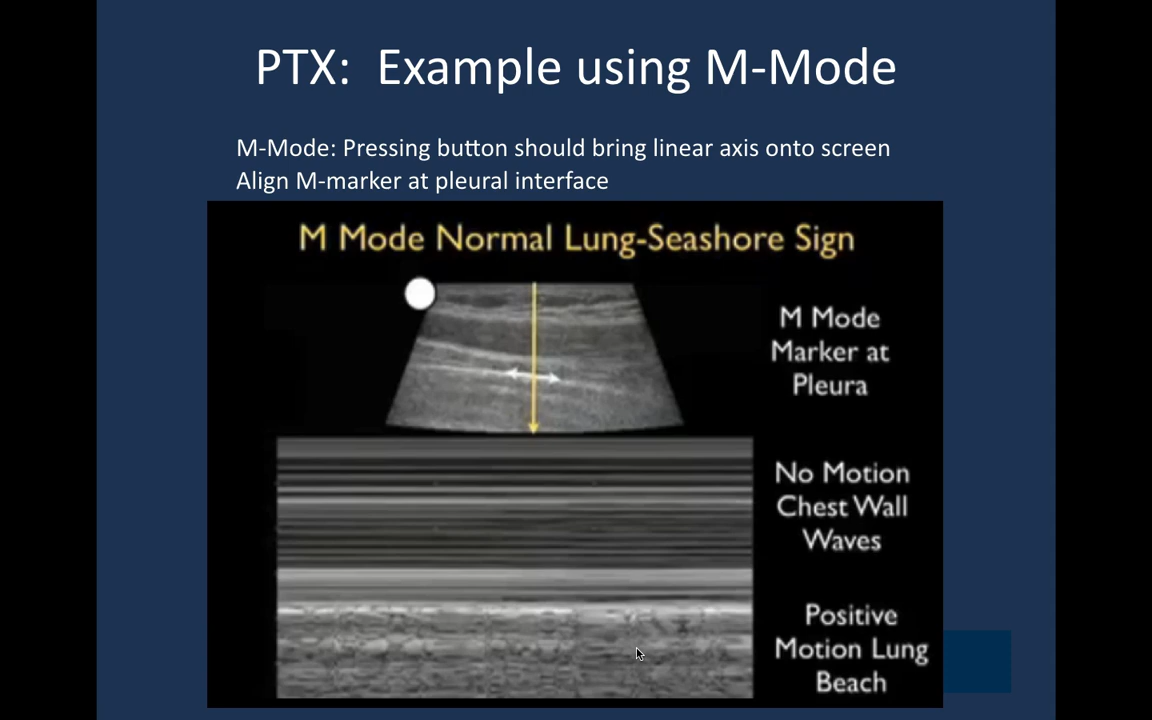 PTX:  Example using M-Mode
M-Mode: Pressing button should bring linear axis onto screen
Align M-marker at pleural interface
M Mode Normal Lung-Seashore Sign
M Mode
Marker at
Pleura
No Motion
Chest Wall
Waves
Positive
Motion Lung
Beach